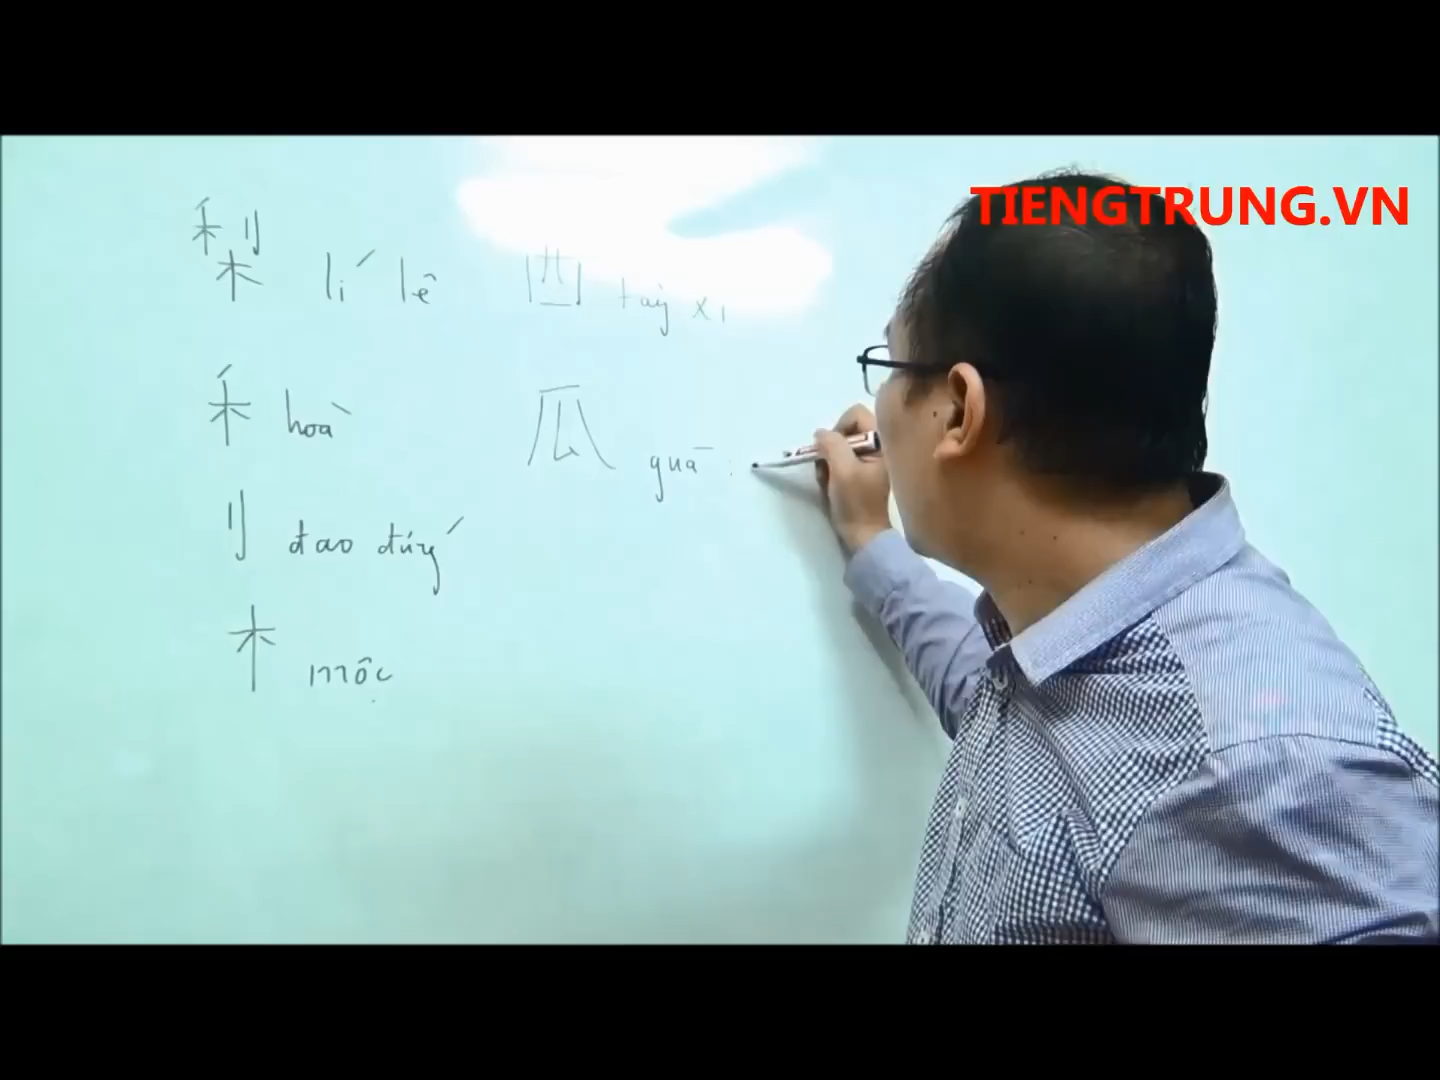 TIENGTRUNG.VN
梨 lí lê
禾 hoà
刂 đao đứng
木 mộc
西 tây xi
瓜 guā :